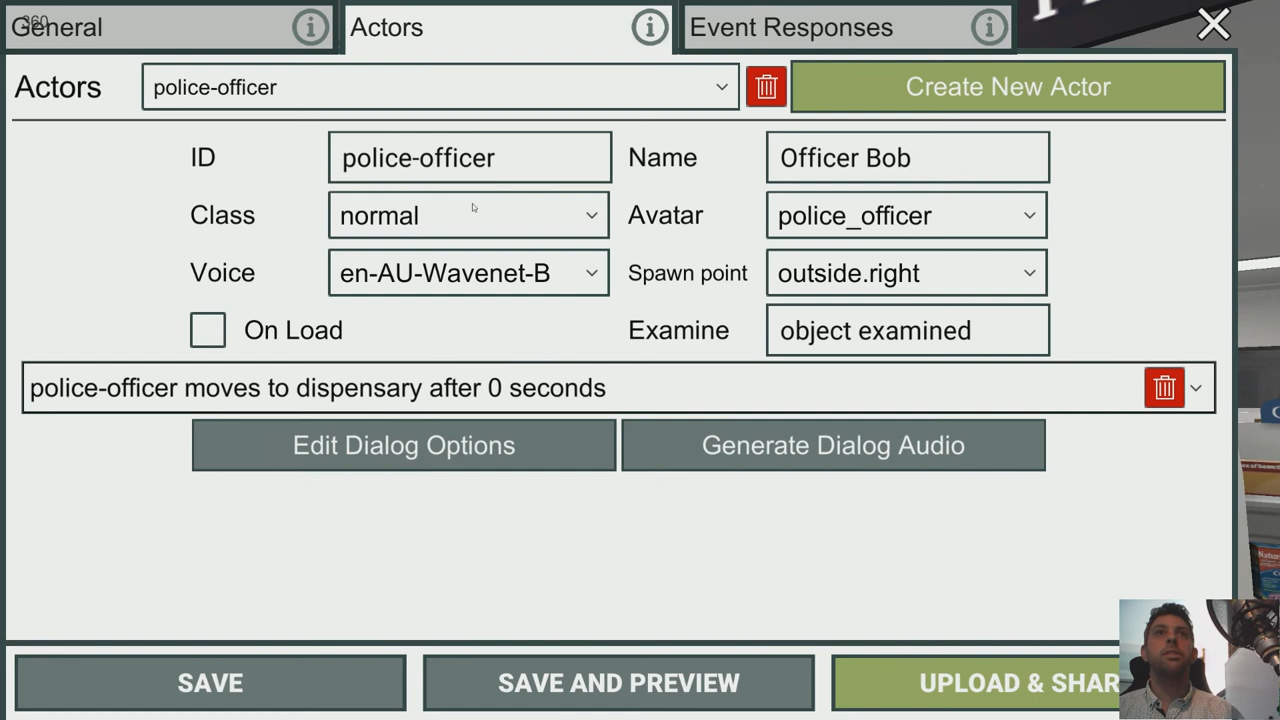 360
General
Actors
Event Responses
Actors
police-officer
Create New Actor
ID
police-officer
Name
Officer Bob
Class
normal
Avatar
police_officer
Voice
en-AU-Wavenet-B
Spawn point
outside.right
On Load
Examine
object examined
police-officer moves to dispensary after 0 seconds
Edit Dialog Options
Generate Dialog Audio
SAVE
SAVE AND PREVIEW
UPLOAD & SHAR